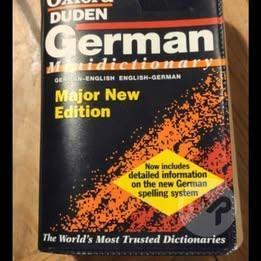 Oxford
DUDEN
German
Minidictionary
GERMAN–ENGLISH ENGLISH–GERMAN
Major New
Edition
Now includes
detailed information
on the new German
spelling system
The World's Most Trusted Dictionaries